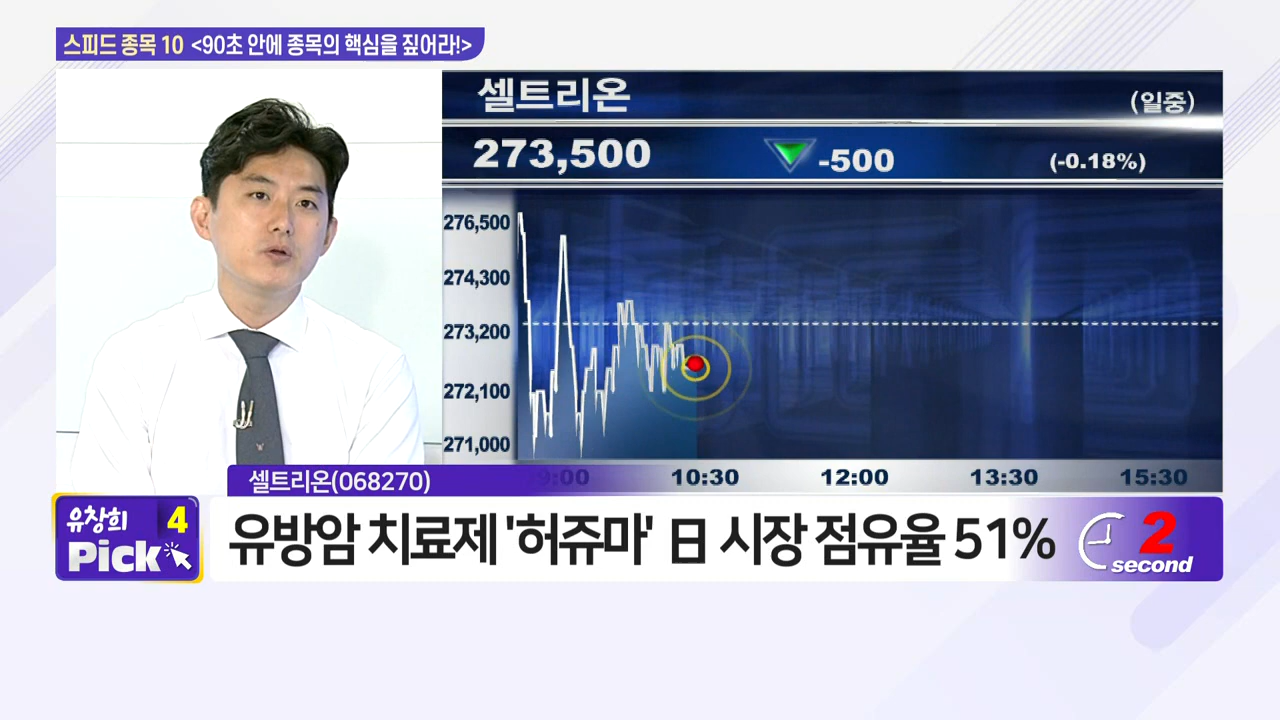 스피드 종목 10 <90초 안에 종목의 핵심을 짚어라!>
셀트리온 (일중)
273,500 -500 (-0.18%)
276,500
274,300
273,200
272,100
271,000
9:00 10:30 12:00 13:30 15:30
셀트리온(068270)
유창희 4
Pick
유방암 치료제 '허쥬마' 日 시장 점유율 51%
2
second